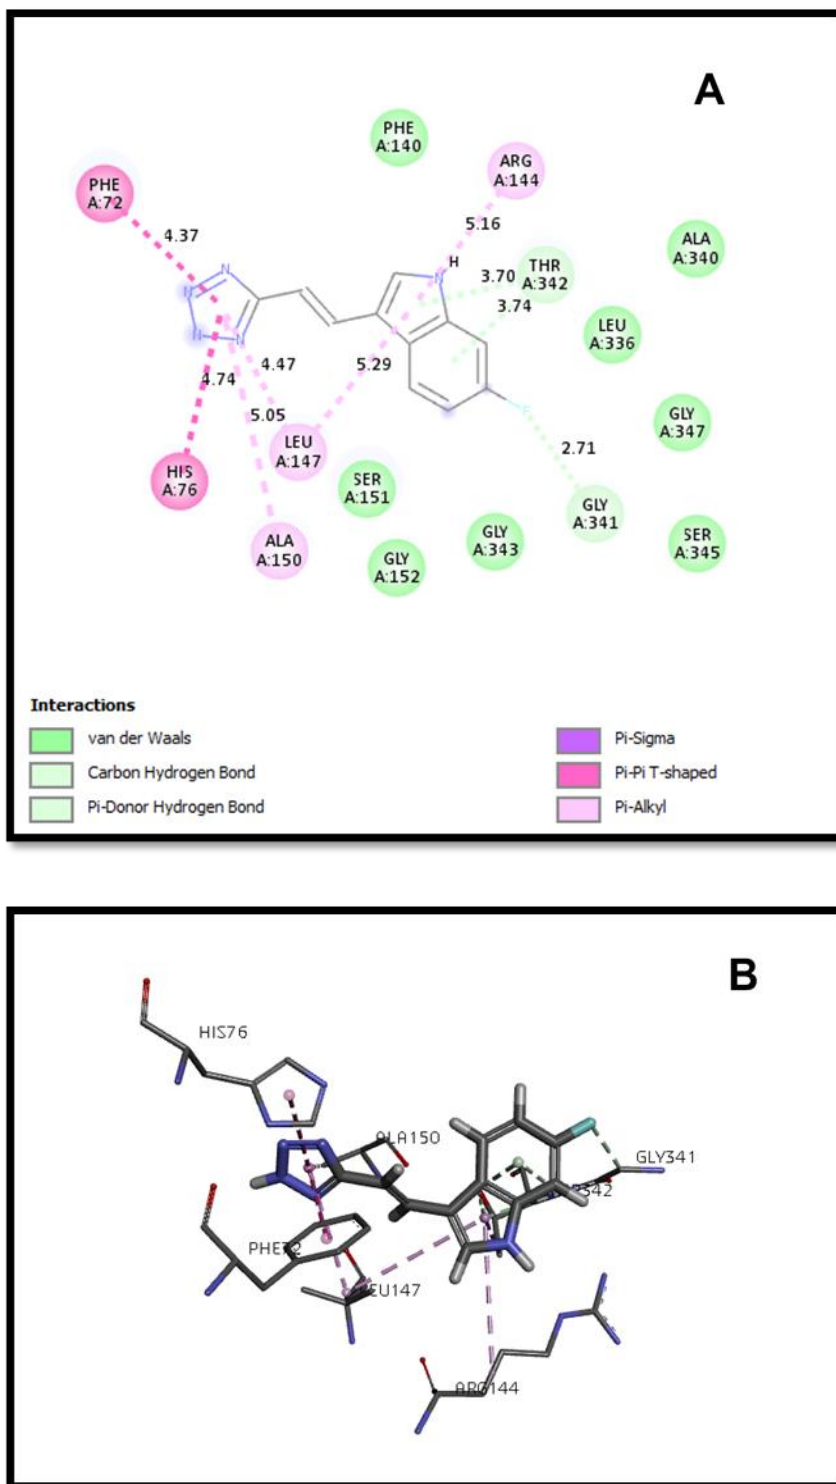 A
PHE
A:140
ARG
A:144
PHE
A:72
5.16
4.37
ALA
A:340
H
N
THR
A:342
3.70
N
N
3.74
LEU
A:336
N
N
4.47
4.74
5.29
5.05
GLY
A:347
LEU
A:147
2.71
HIS
A:76
SER
A:151
GLY
A:341
ALA
A:150
GLY
A:343
SER
A:345
GLY
A:152
Interactions
van der Waals
Pi-Sigma
Carbon Hydrogen Bond
Pi-Pi T-shaped
Pi-Donor Hydrogen Bond
Pi-Alkyl
B
HIS76
ALA150
GLY341
342
PHE72
EU147
ARG144